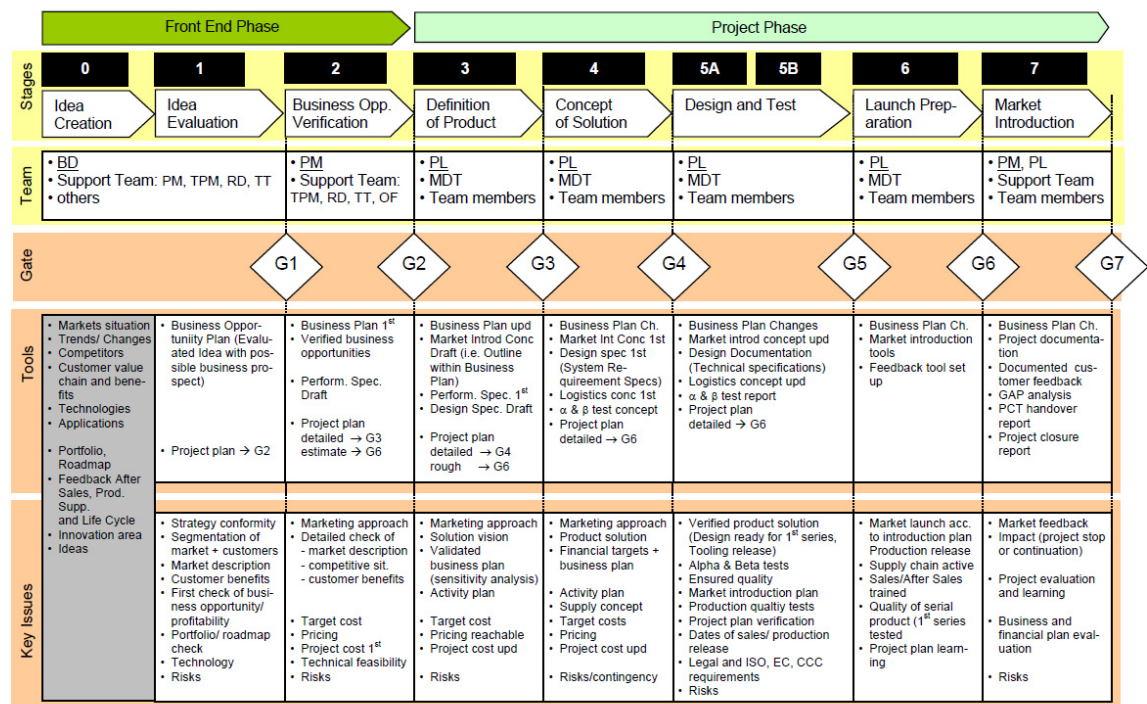 Front End Phase
Project Phase
Stages
0
1
2
3
4
5A
5B
6
7
Idea
Creation
Idea
Evaluation
Business Opp.
Verification
Definition
of Product
Concept
of Solution
Design and Test
Launch Prep-
aration
Market
Introduction
Team
• BD
• Support Team: PM, TPM, RD, TT
• others
• PM
• Support Team:
TPM, RD, TT, OF
• PL
• MDT
• Team members
• PL
• MDT
• Team members
• PL
• MDT
• Team members
• PL
• MDT
• Team members
• PM, PL
• Support Team
• Team members
Gate
G1
G2
G3
G4
G5
G6
G7
Tools
• Markets situation
• Trends/ Changes
• Competitors
• Customer value
chain and bene-
fits
• Technologies
• Applications
• Portfolio,
Roadmap
• Feedback After
Sales, Prod.
Supp.
and Life Cycle
• Innovation area
• Ideas
• Business Oppor-
tuniity Plan (Evalu-
ated Idea with pos-
sible business pro-
spect)
• Project plan → G2
• Business Plan 1st
• Verified business
opportunities
• Perform. Spec.
Draft
• Project plan
detailed → G3
estimate → G6
• Business Plan upd
• Market Introd Conc
Draft (i.e. Outline
within Business
Plan)
• Perform. Spec. 1st
• Design Spec. Draft
• Project plan
detailed → G4
rough → G6
• Business Plan Ch.
• Market Int Conc 1st
• Design spec 1st
(System Re-
quireement Specs)
• Logistics conc 1st
• α & β test concept
• Project plan
detailed → G6
• Business Plan Changes
• Market introd concept upd
• Design Documentation
(Technical specifications)
• Logistics concept upd
• α & β test report
• Project plan
detailed → G6
• Business Plan Ch.
• Market introduction
tools
• Feedback tool set
up
• Business Plan Ch.
• Project documenta-
tion
• Documented cus-
tomer feedback
• GAP analysis
• PCT handover
report
• Project closure
report
Key Issues
• Strategy conformity
• Segmentation of
market + customers
• Market description
• Customer benefits
• First check of busi-
ness opportunity/
profitability
• Portfolio/ roadmap
check
• Technology
• Risks
• Marketing approach
• Detailed check of
- market description
- competitive sit.
- customer benefits
• Target cost
• Pricing
• Project cost 1st
• Technical feasibility
• Risks
• Marketing approach
• Solution vision
• Validated
business plan
(sensitivity analysis)
• Activity plan
• Target cost
• Pricing reachable
• Project cost upd
• Risks
• Marketing approach
• Product solution
• Financial targets +
business plan
• Activity plan
• Supply concept
• Target costs
• Pricing
• Project cost upd
• Risks/contingency
• Verified product solution
(Design ready for 1st series,
Tooling release)
• Alpha & Beta tests
• Ensured quality
• Market introduction plan
• Production qualtiy tests
• Project plan verification
• Dates of sales/ production
release
• Legal and ISO, EC, CCC
requirements
• Risks
• Market launch acc.
to introduction plan
Production release
• Supply chain active
• Sales/After Sales
trained
• Quality of serial
product (1st series
tested
• Project plan lear-
ning
• Market feedback
• Impact (project stop
or continuation)
• Project evaluation
and learning
• Business and
financial plan eval-
uation
• Risks